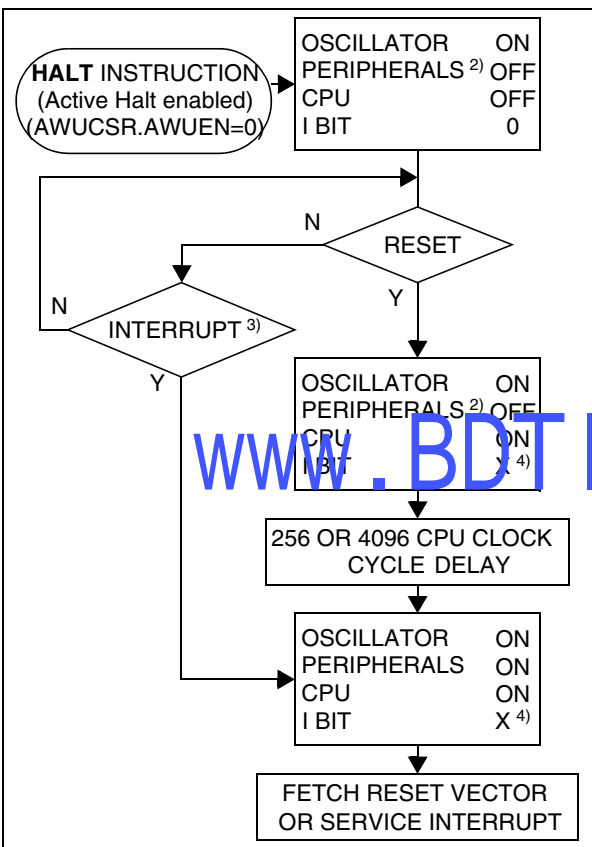 HALT INSTRUCTION
(Active Halt enabled)
(AWUCSR.AWUEN=0)
OSCILLATOR ON
PERIPHERALS 2) OFF
CPU OFF
I BIT 0
N
RESET
Y
N
INTERRUPT 3)
Y
OSCILLATOR ON
PERIPHERALS 2) OFF
CPU ON
I BIT X 4)
www.BDT
256 OR 4096 CPU CLOCK
CYCLE DELAY
OSCILLATOR ON
PERIPHERALS ON
CPU ON
I BIT X 4)
FETCH RESET VECTOR
OR SERVICE INTERRUPT